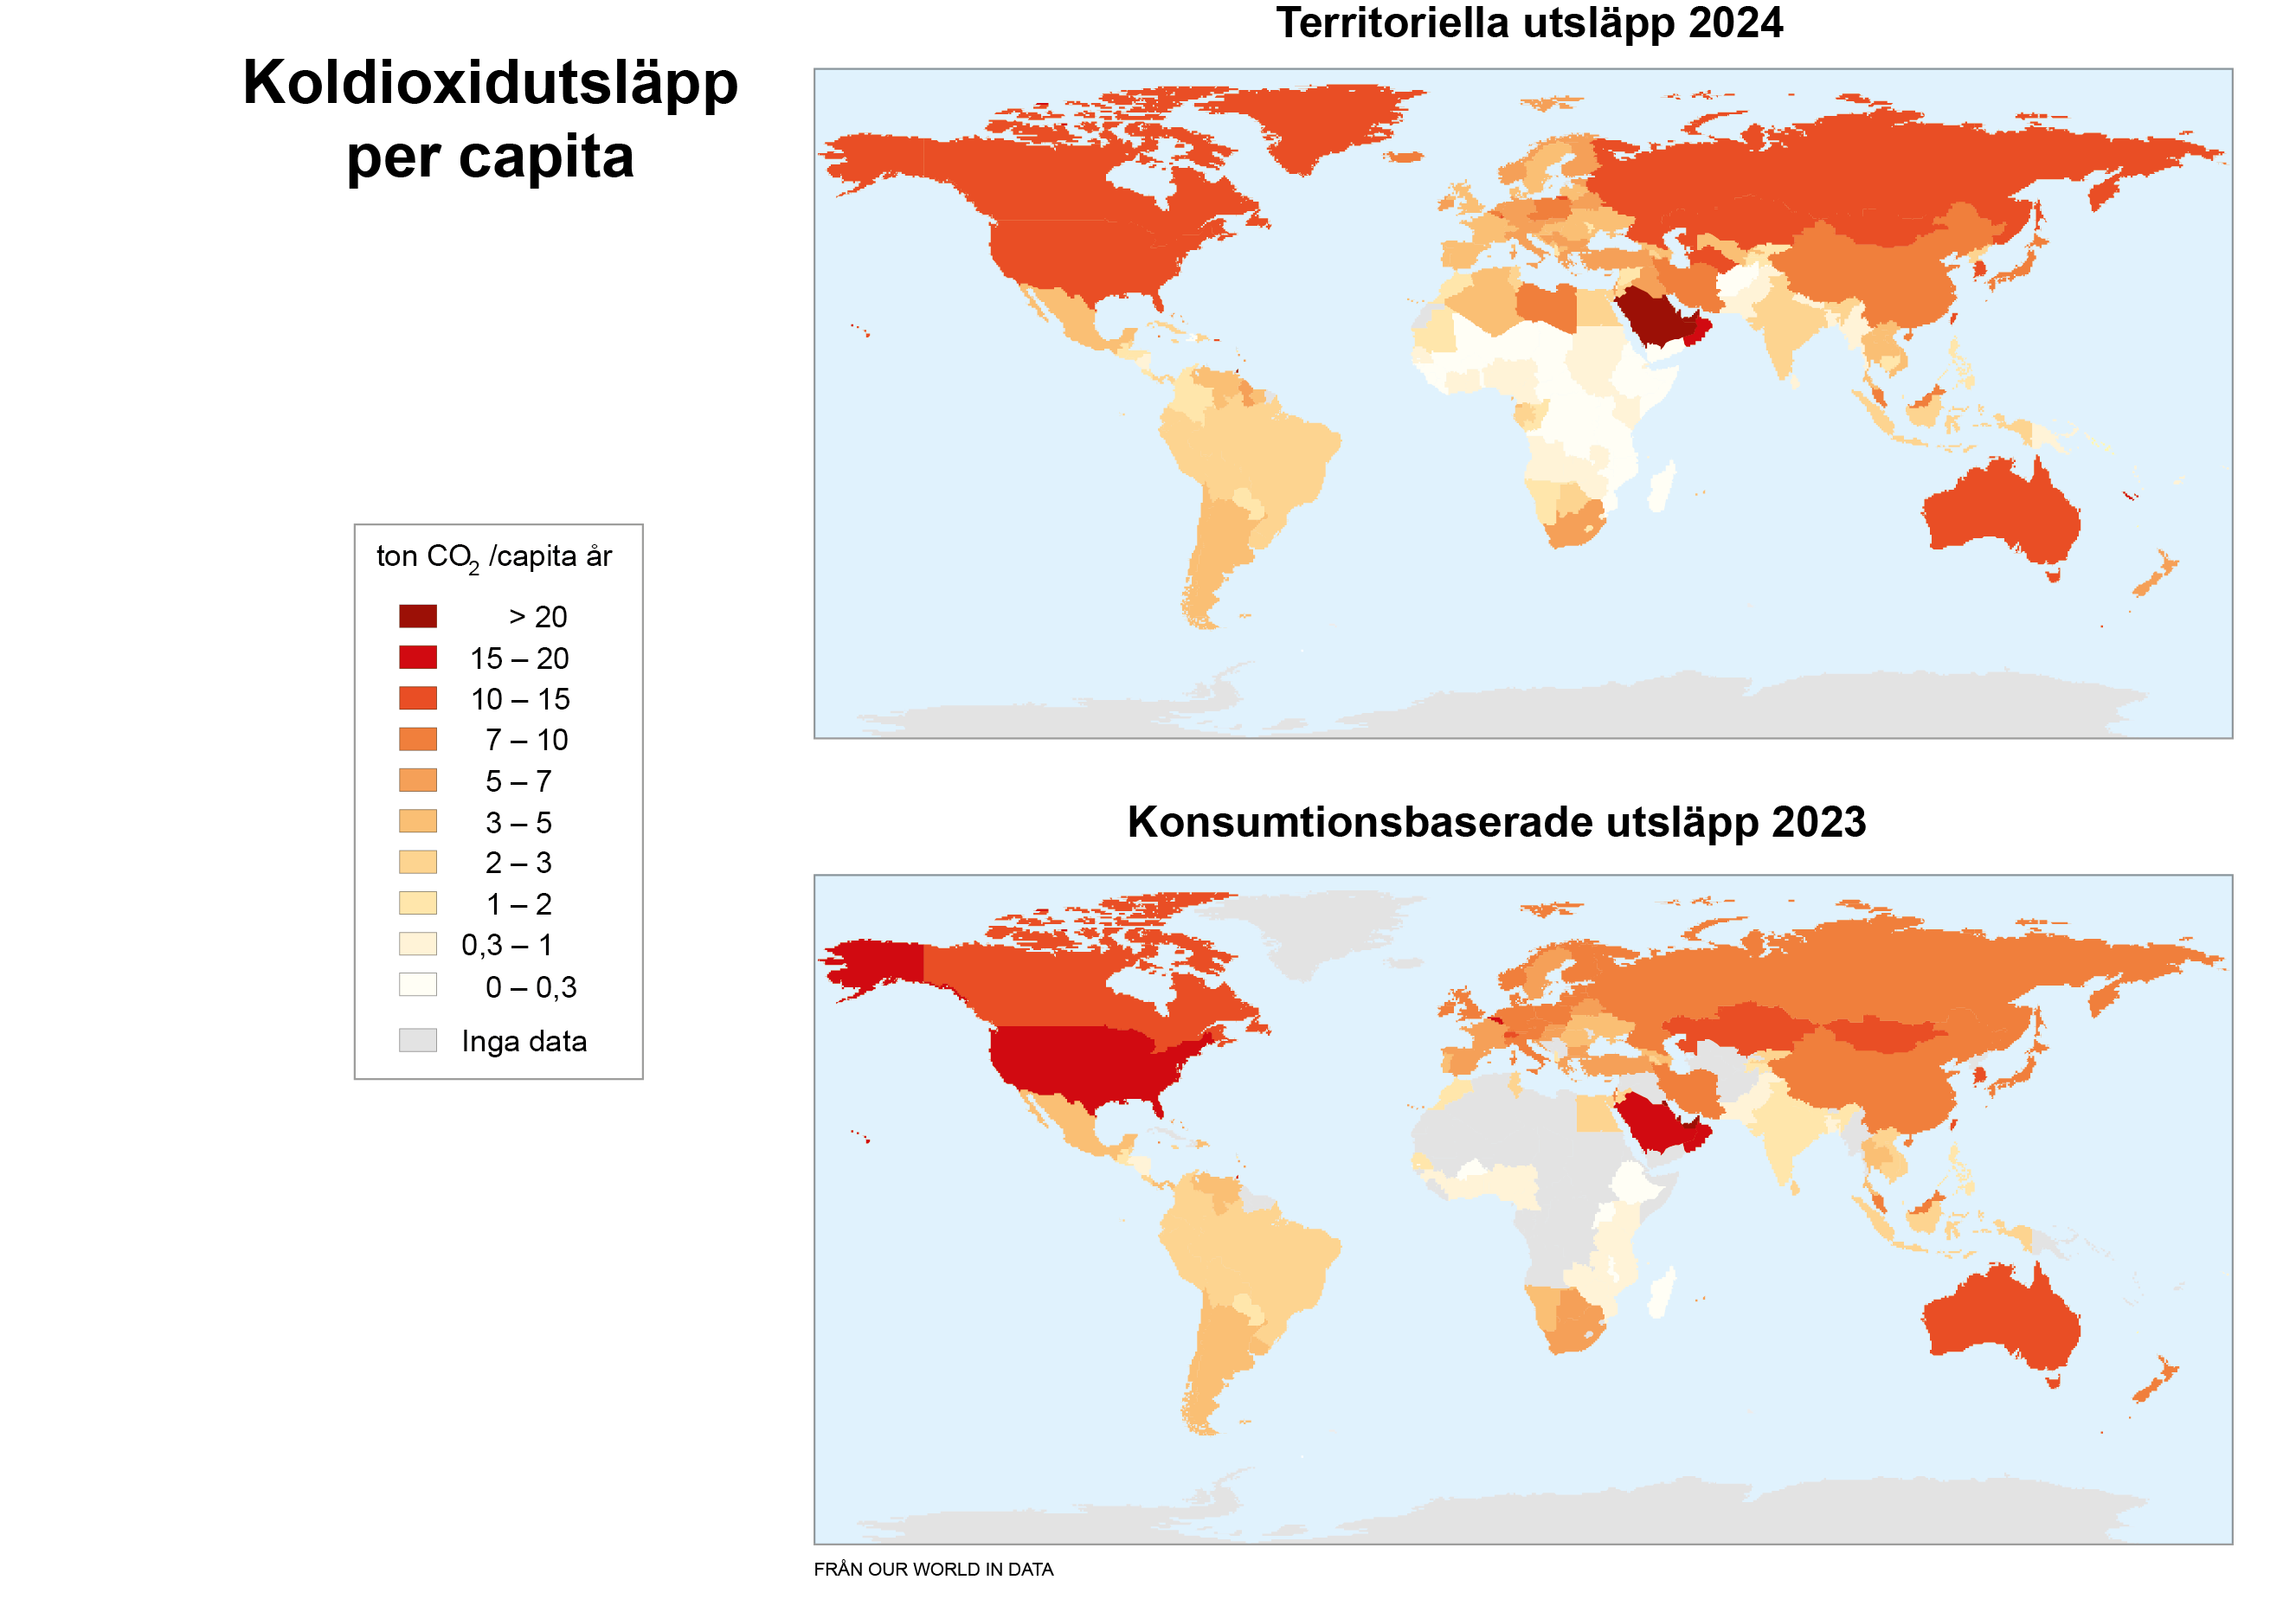 Koldioxidutsläpp
per capita
Territoriella utsläpp 2024
ton CO2 /capita år
> 20
15 – 20
10 – 15
7 – 10
5 – 7
3 – 5
2 – 3
1 – 2
0,3 – 1
0 – 0,3
Inga data
Konsumtionsbaserade utsläpp 2023
FRÅN OUR WORLD IN DATA